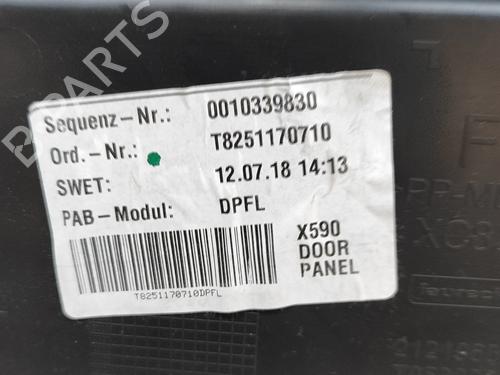 B PARTS
Sequenz-Nr.: 0010339830
Ord.-Nr.: T8251170710
SWET: 12.07.18 14:13
PAB-Modul: DPFL
X590
DOOR
PANEL
T8251170710DPFL